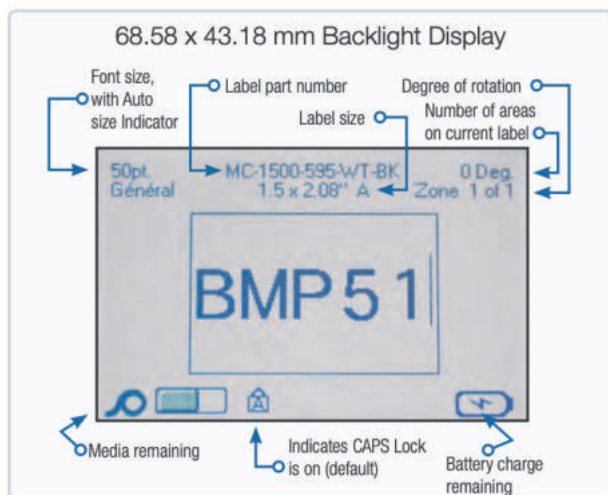 68.58 x 43.18 mm Backlight Display
Font size,
with Auto
size Indicator
Label part number
Label size
Degree of rotation
Number of areas
on current label
50pt.
Général
MC-1500-595-WT-BK
1.5 x 2.08" A
0 Deg.
Zone 1 of 1
BMP51
A
Media remaining
Indicates CAPS Lock
is on (default)
Battery charge
remaining